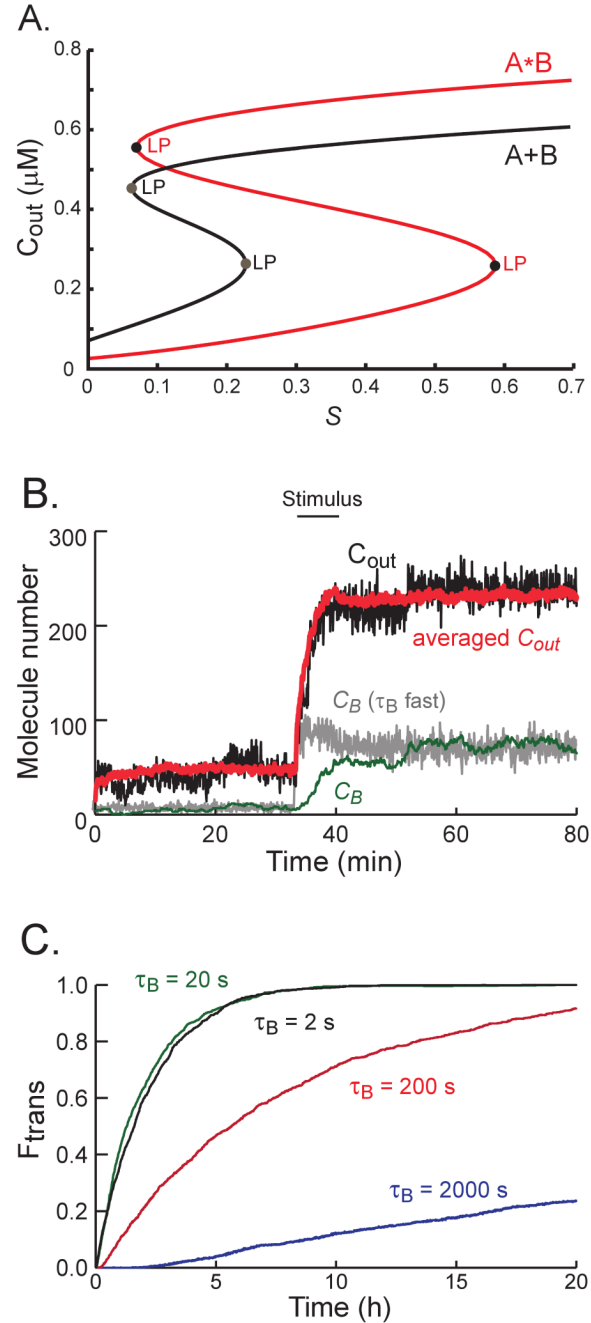 A.
0.8
0.6
0.4
0.2
0
C_out (μM)
A*B
A+B
LP
LP
LP
LP
0 0.1 0.2 0.3 0.4 0.5 0.6 0.7
S
B.
Stimulus
300
200
100
0
Molecule number
C_out
averaged C_out
C_B (τ_B fast)
C_B
0 20 40 60 80
Time (min)
C.
1.0
0.8
0.6
0.4
0.2
0.0
F_trans
τ_B = 20 s
τ_B = 2 s
τ_B = 200 s
τ_B = 2000 s
0 5 10 15 20
Time (h)